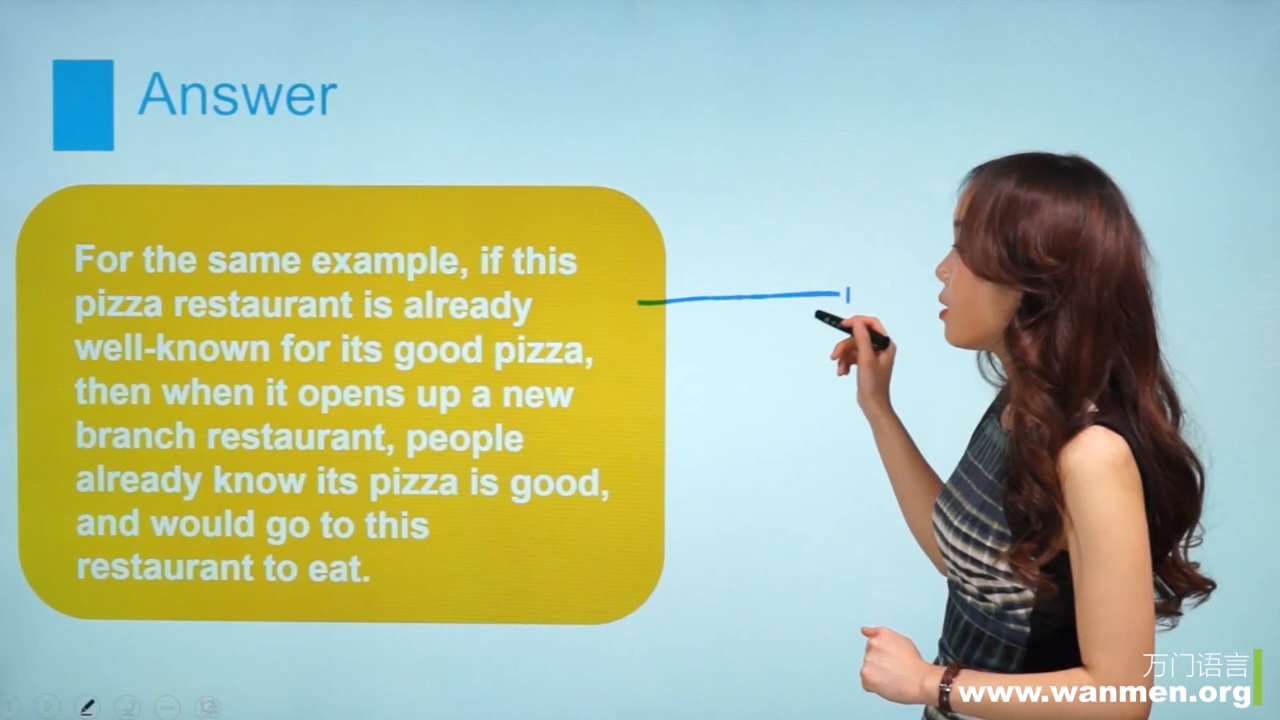 Answer
For the same example, if this
pizza restaurant is already
well-known for its good pizza,
then when it opens up a new
branch restaurant, people
already know its pizza is good,
and would go to this
restaurant to eat.
万门语言
www.wanmen.org